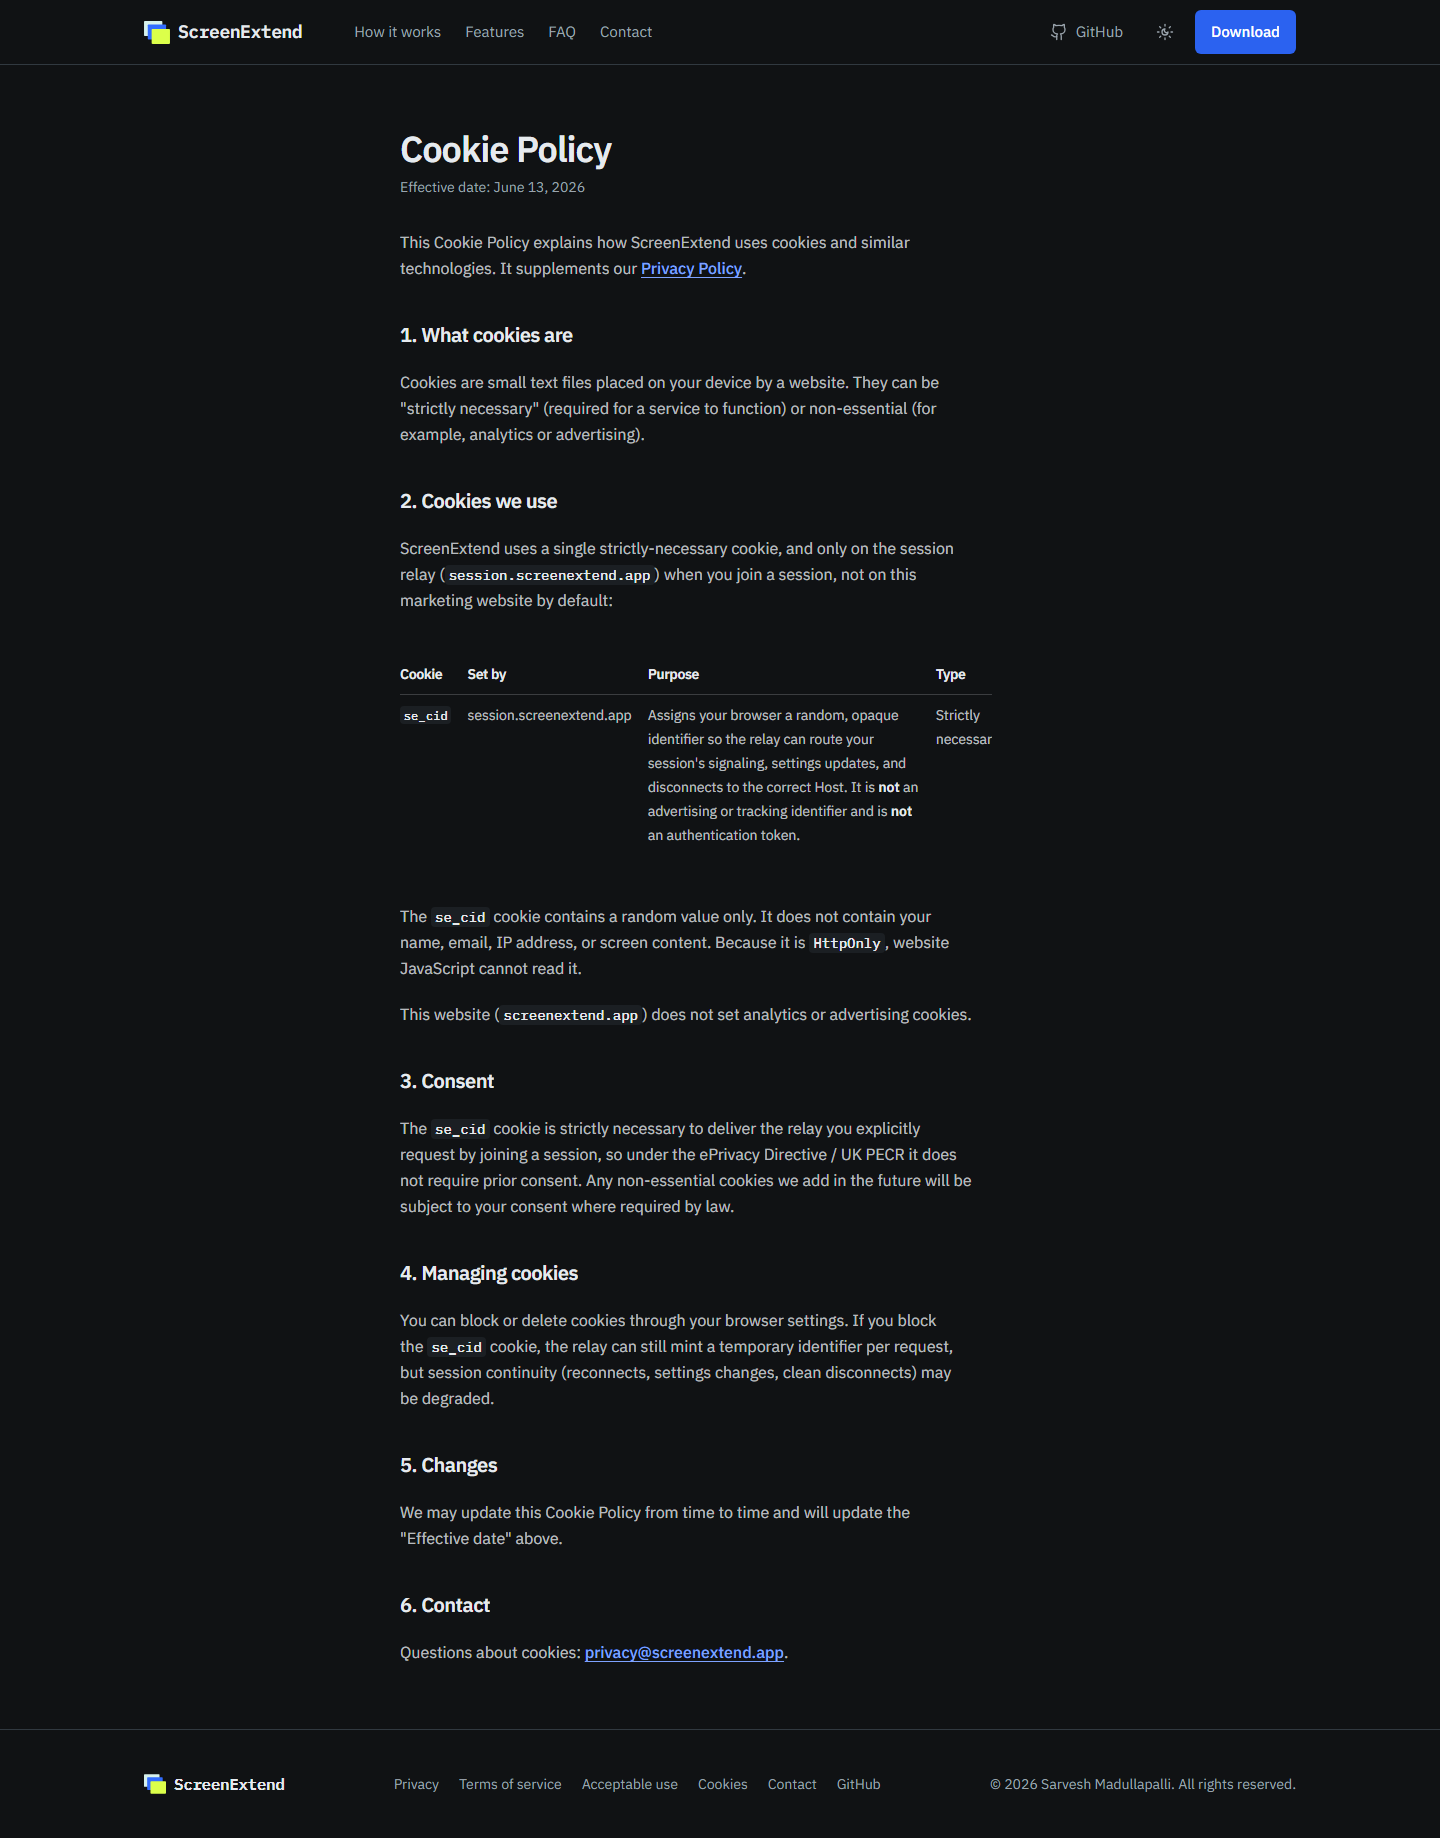 ScreenExtend
How it works
Features
FAQ
Contact
GitHub
Download
Cookie Policy
Effective date: June 13, 2026
This Cookie Policy explains how ScreenExtend uses cookies and similar
technologies. It supplements our Privacy Policy.
1. What cookies are
Cookies are small text files placed on your device by a website. They can be
"strictly necessary" (required for a service to function) or non-essential (for
example, analytics or advertising).
2. Cookies we use
ScreenExtend uses a single strictly-necessary cookie, and only on the session
relay (session.screenextend.app) when you join a session, not on this
marketing website by default:
Cookie
Set by
Purpose
Type
se_cid
session.screenextend.app
Assigns your browser a random, opaque
identifier so the relay can route your
session's signaling, settings updates, and
disconnects to the correct Host. It is not an
advertising or tracking identifier and is not
an authentication token.
Strictly
necessar
The se_cid cookie contains a random value only. It does not contain your
name, email, IP address, or screen content. Because it is HttpOnly, website
JavaScript cannot read it.
This website (screenextend.app) does not set analytics or advertising cookies.
3. Consent
The se_cid cookie is strictly necessary to deliver the relay you explicitly
request by joining a session, so under the ePrivacy Directive / UK PECR it does
not require prior consent. Any non-essential cookies we add in the future will be
subject to your consent where required by law.
4. Managing cookies
You can block or delete cookies through your browser settings. If you block
the se_cid cookie, the relay can still mint a temporary identifier per request,
but session continuity (reconnects, settings changes, clean disconnects) may
be degraded.
5. Changes
We may update this Cookie Policy from time to time and will update the
"Effective date" above.
6. Contact
Questions about cookies: privacy@screenextend.app.
ScreenExtend
Privacy
Terms of service
Acceptable use
Cookies
Contact
GitHub
© 2026 Sarvesh Madullapalli. All rights reserved.